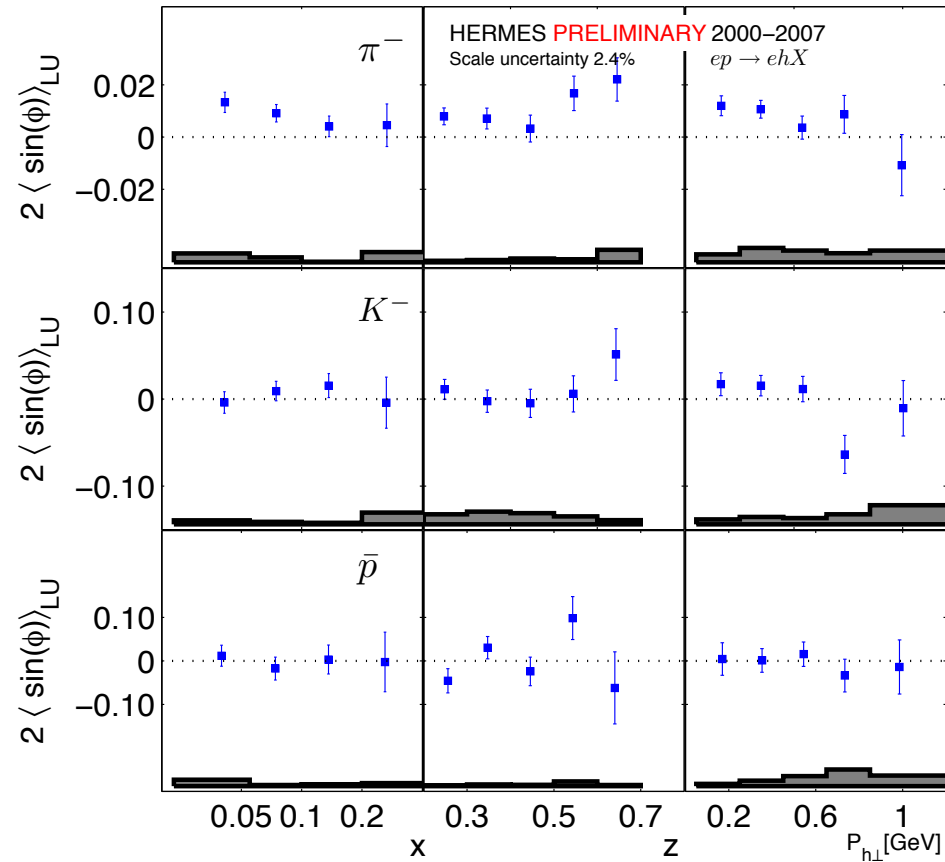 π⁻
HERMES PRELIMINARY 2000−2007
Scale uncertainty 2.4%
ep → ehX
2 ⟨ sin(ϕ)⟩LU
0.02
0
−0.02
K⁻
2 ⟨ sin(ϕ)⟩LU
0.10
0
−0.10
p̄
2 ⟨ sin(ϕ)⟩LU
0.10
0
−0.10
0.05 0.1 0.2 0.3 0.5 0.7 0.2 0.6 1
x z Ph⊥[GeV]